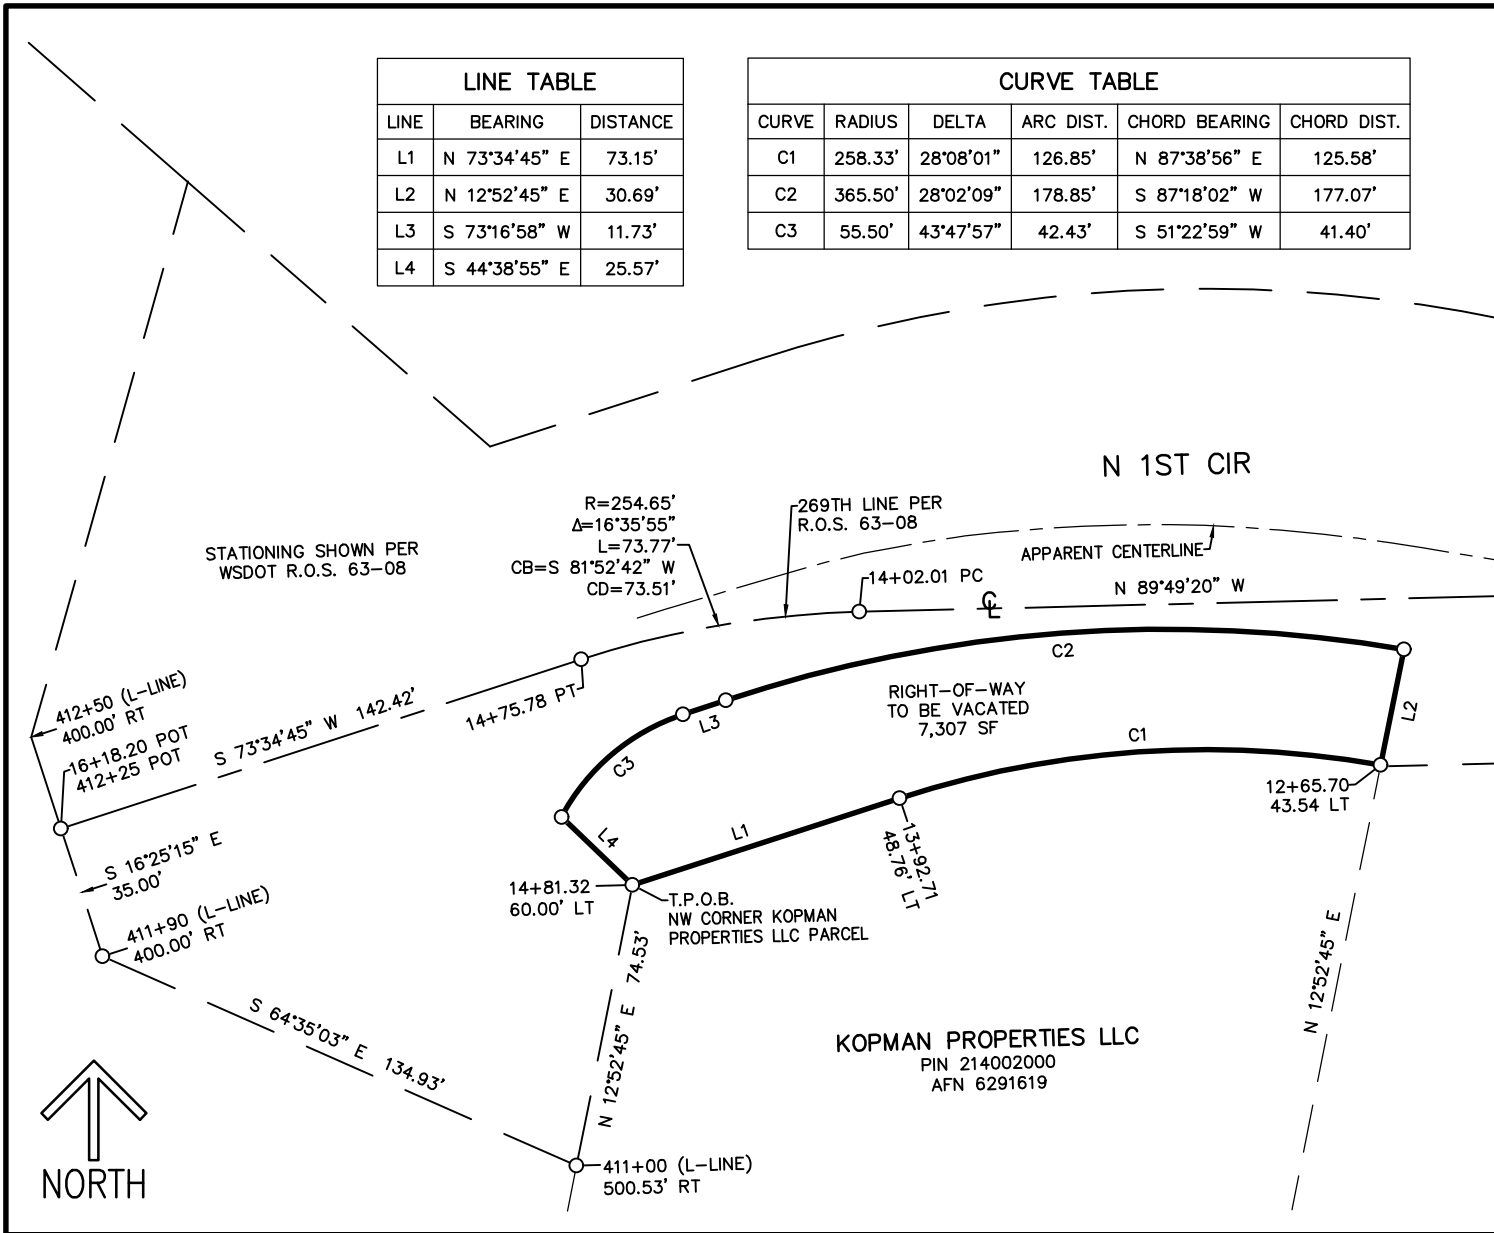 LINE TABLE
LINE BEARING DISTANCE
L1 N 73°34'45" E 73.15'
L2 N 12°52'45" E 30.69'
L3 S 73°16'58" W 11.73'
L4 S 44°38'55" E 25.57'
CURVE TABLE
CURVE RADIUS DELTA ARC DIST. CHORD BEARING CHORD DIST.
C1 258.33' 28°08'01" 126.85' N 87°38'56" E 125.58'
C2 365.50' 28°02'09" 178.85' S 87°18'02" W 177.07'
C3 55.50' 43°47'57" 42.43' S 51°22'59" W 41.40'
N 1ST CIR
R=254.65'
Δ=16°35'55"
L=73.77'
CB=S 81°52'42" W
CD=73.51'
269TH LINE PER
R.O.S. 63-08
STATIONING SHOWN PER
WSDOT R.O.S. 63-08
APPARENT CENTERLINE
14+02.01 PC
℄
N 89°49'20" W
C2
412+50 (L-LINE)
400.00' RT
16+18.20 POT
412+25 POT
S 73°34'45" W 142.42'
14+75.78 PT
L3
RIGHT-OF-WAY
TO BE VACATED
7,307 SF
L2
C1
C3
12+65.70
43.54 LT
L4
L1
13+92.71
48.76' LT
S 16°25'15" E
35.00'
14+81.32
60.00' LT
T.P.O.B.
NW CORNER KOPMAN
PROPERTIES LLC PARCEL
411+90 (L-LINE)
400.00' RT
N 12°52'45" E 74.53'
N 12°52'45" E
S 64°35'03" E 134.93'
KOPMAN PROPERTIES LLC
PIN 214002000
AFN 6291619
411+00 (L-LINE)
500.53' RT
NORTH